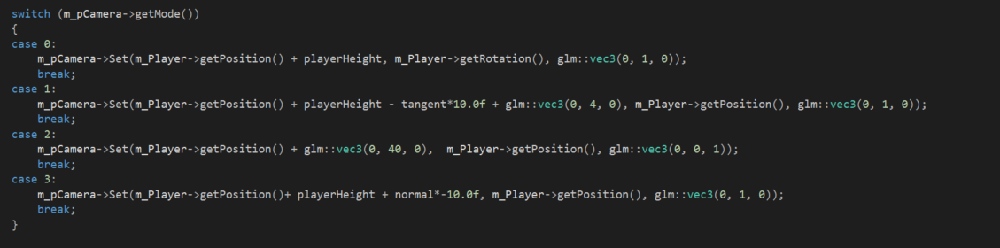 switch (m_pCamera->getMode())
{
case 0:
    m_pCamera->Set(m_Player->getPosition() + playerHeight, m_Player->getRotation(), glm::vec3(0, 1, 0));
    break;
case 1:
    m_pCamera->Set(m_Player->getPosition() + playerHeight - tangent*10.0f + glm::vec3(0, 4, 0), m_Player->getPosition(), glm::vec3(0, 1, 0));
    break;
case 2:
    m_pCamera->Set(m_Player->getPosition() + glm::vec3(0, 40, 0),  m_Player->getPosition(), glm::vec3(0, 0, 1));
    break;
case 3:
    m_pCamera->Set(m_Player->getPosition()+ playerHeight + normal*-10.0f, m_Player->getPosition(), glm::vec3(0, 1, 0));
    break;
}